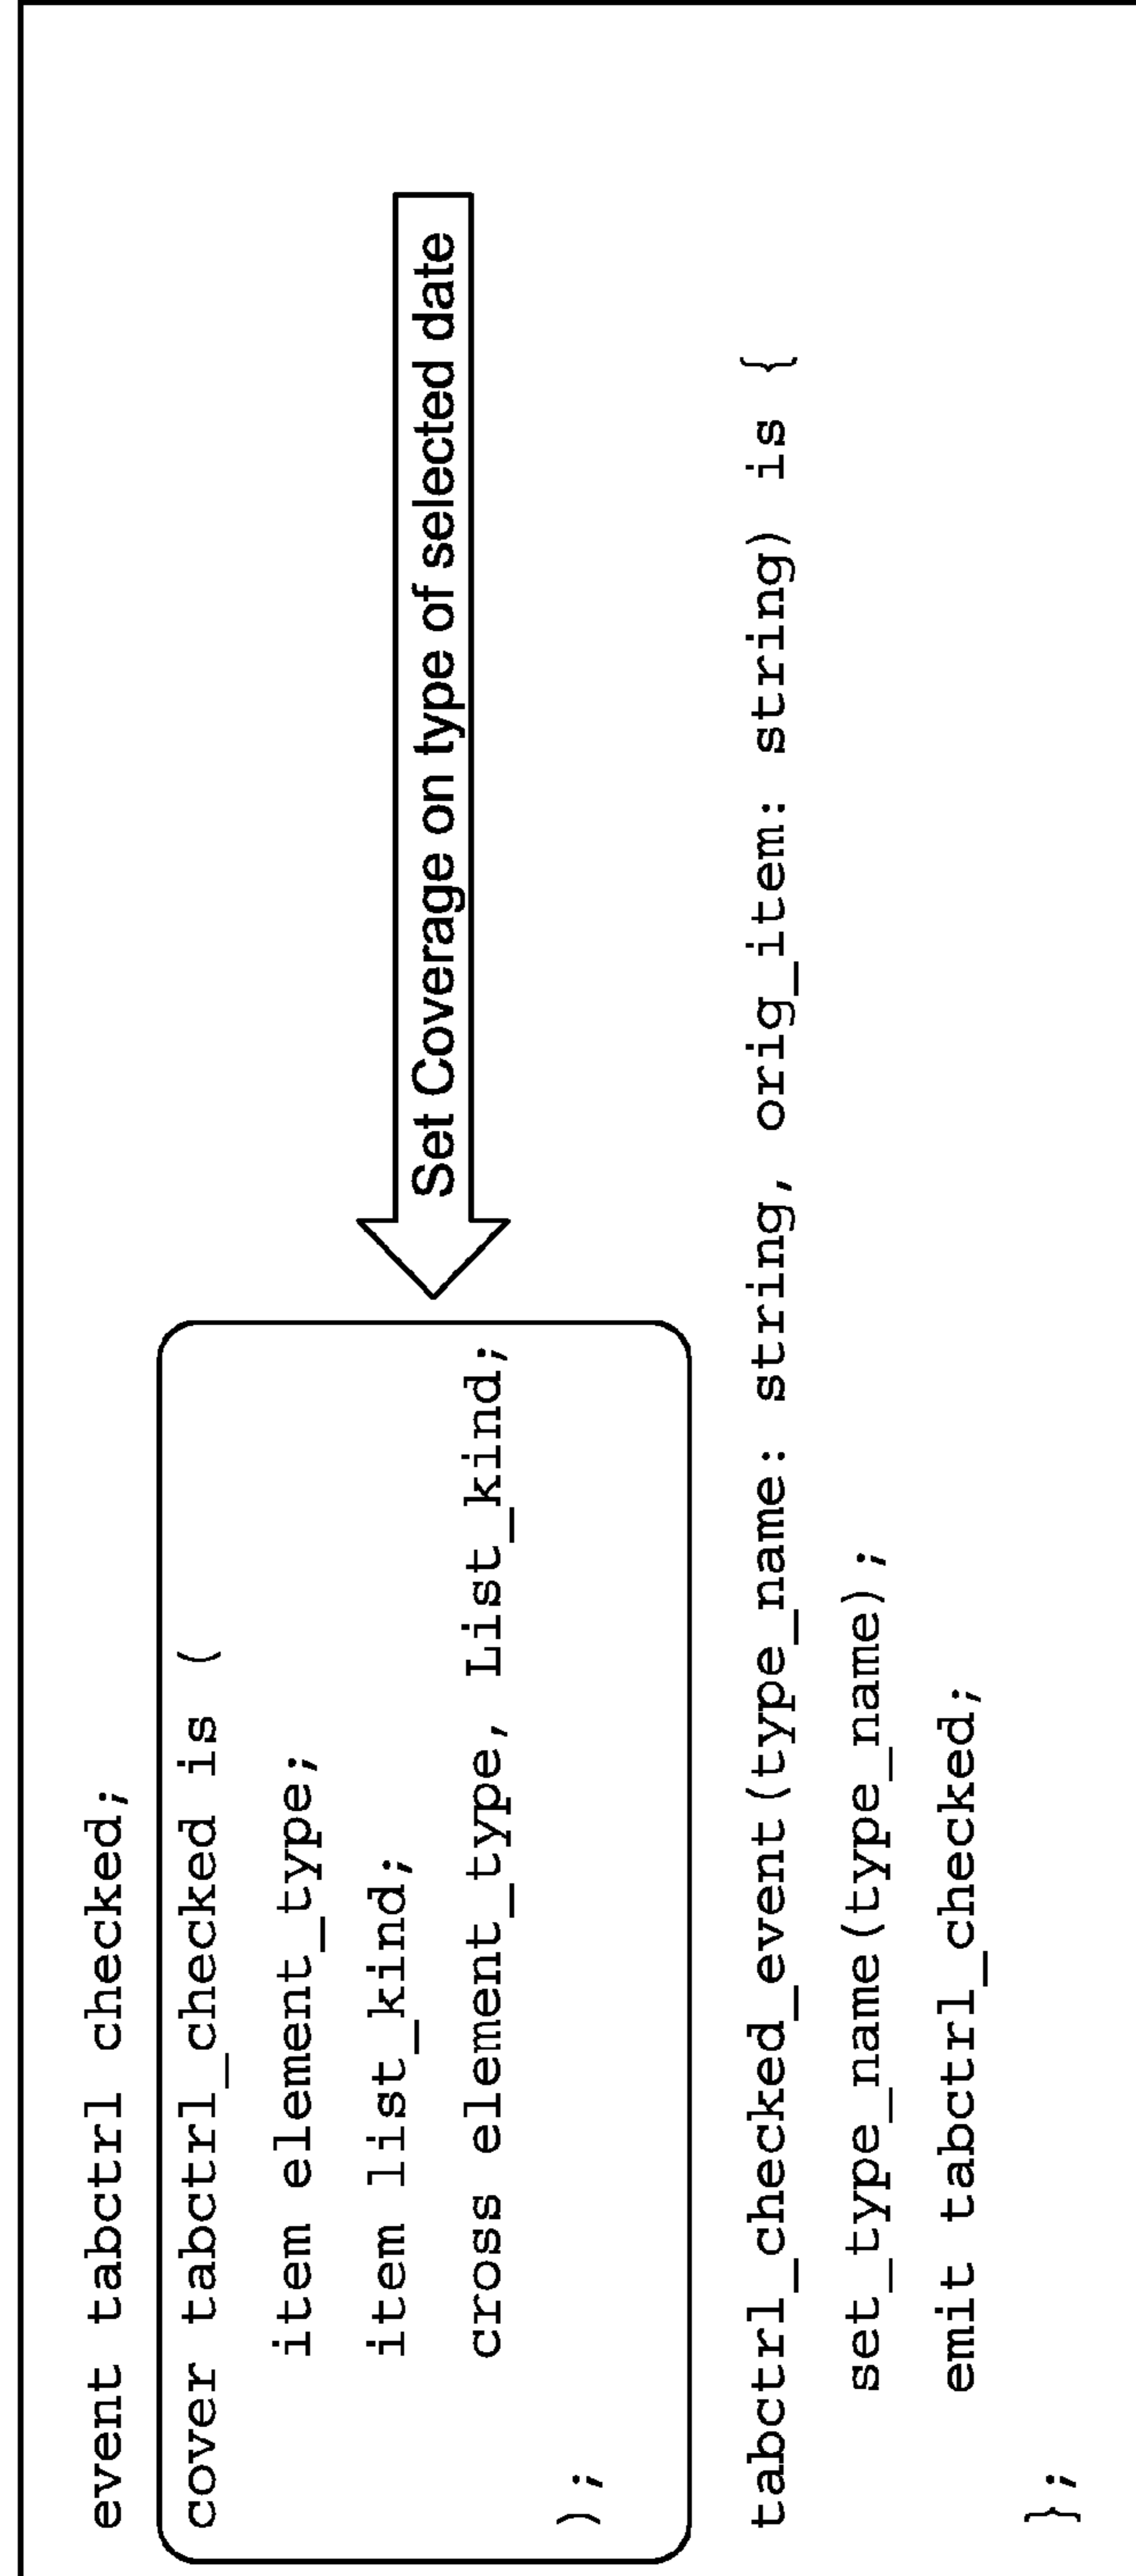 event tabctrl checked;
cover tabctrl_checked is (
item element_type;
item list_kind;
cross element_type, List_kind;
);
Set Coverage on type of selected date
tabctrl_checked_event(type_name: string, orig_item: string) is {
set_type_name(type_name);
emit tabctrl_checked;
};